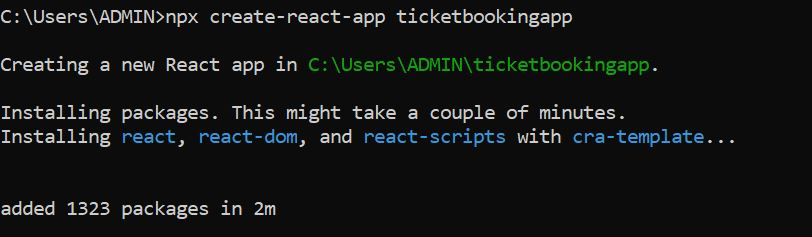 C:\Users\ADMIN>npx create-react-app ticketbookingapp
Creating a new React app in C:\Users\ADMIN\ticketbookingapp.
Installing packages. This might take a couple of minutes.
Installing react, react-dom, and react-scripts with cra-template...
added 1323 packages in 2m